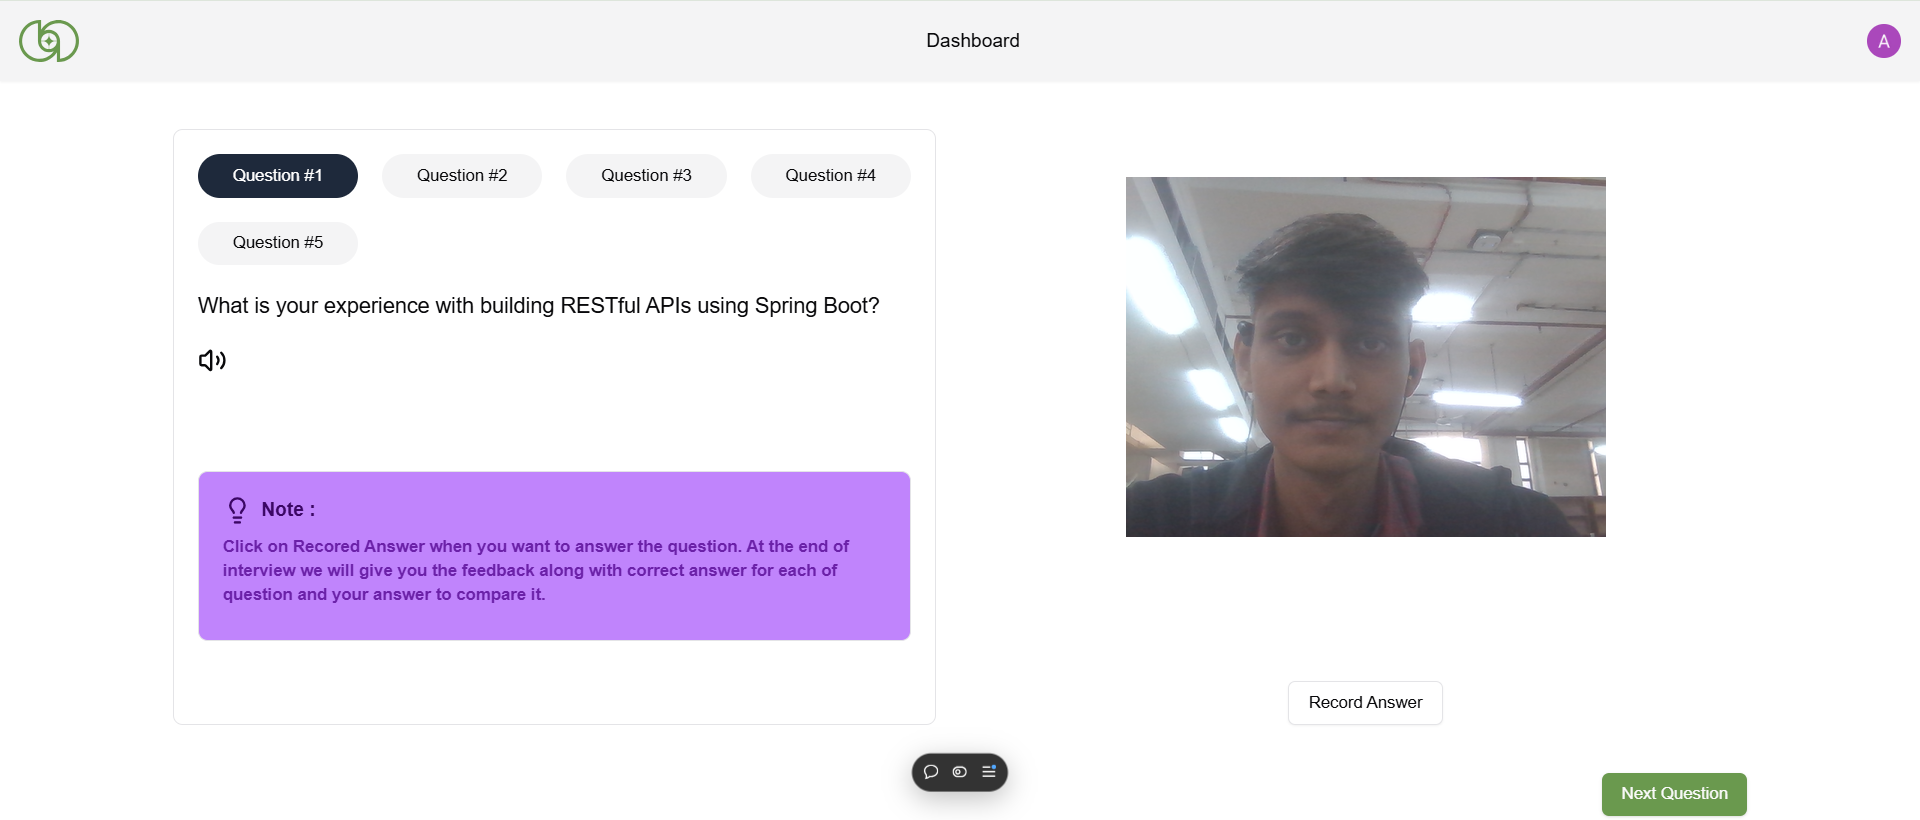 Dashboard
A
Question #1
Question #2
Question #3
Question #4
Question #5
What is your experience with building RESTful APIs using Spring Boot?
Note :
Click on Recored Answer when you want to answer the question. At the end of
interview we will give you the feedback along with correct answer for each of
question and your answer to compare it.
Record Answer
Next Question